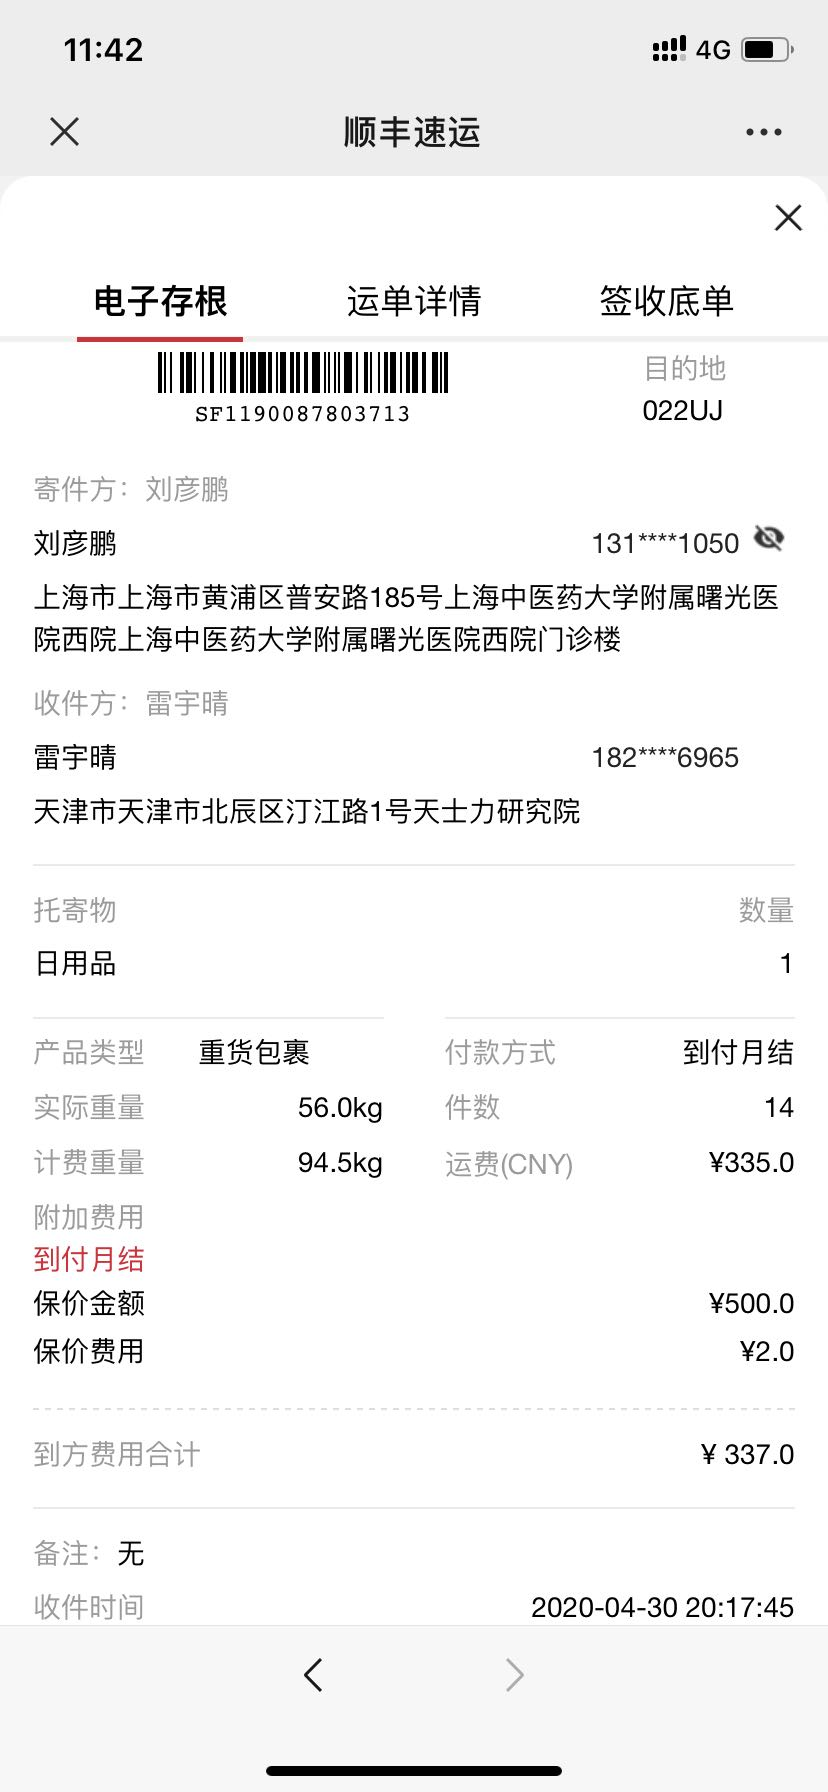 11:42
4G
顺丰速运
电子存根 运单详情 签收底单
目的地
SF1190087803713
022UJ
寄件方：刘彦鹏
刘彦鹏 131****1050
上海市上海市黄浦区普安路185号上海中医药大学附属曙光医
院西院上海中医药大学附属曙光医院西院门诊楼
收件方：雷宇晴
雷宇晴 182****6965
天津市天津市北辰区汀江路1号天士力研究院
托寄物 数量
日用品 1
产品类型 重货包裹 付款方式 到付月结
实际重量 56.0kg 件数 14
计费重量 94.5kg 运费(CNY) ¥335.0
附加费用
到付月结
保价金额 ¥500.0
保价费用 ¥2.0
到方费用合计 ¥ 337.0
备注：无
收件时间 2020-04-30 20:17:45